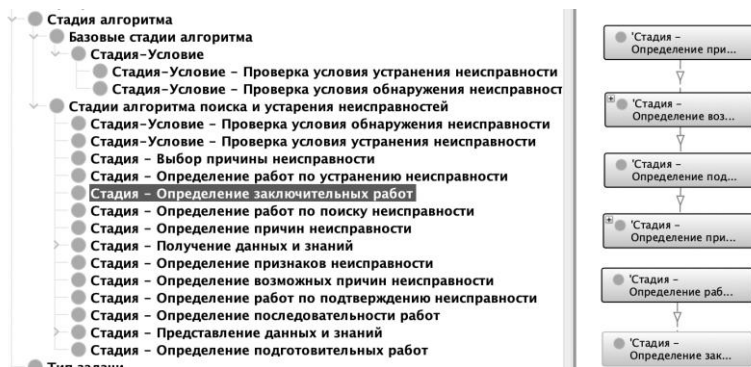 Стадия алгоритма
Базовые стадии алгоритма
Стадия-Условие
Стадия-Условие - Проверка условия устранения неисправности
Стадия-Условие - Проверка условия обнаружения неисправност
Стадии алгоритма поиска и устарения неисправностей
Стадия-Условие - Проверка условия обнаружения неисправности
Стадия-Условие - Проверка условия устранения неисправности
Стадия - Выбор причины неисправности
Стадия - Определение работ по устранению неисправности
Стадия - Определение заключительных работ
Стадия - Определение работ по поиску неисправности
Стадия - Определение причин неисправности
Стадия - Получение данных и знаний
Стадия - Определение признаков неисправности
Стадия - Определение возможных причин неисправности
Стадия - Определение работ по подтверждению неисправности
Стадия - Определение последовательности работ
Стадия - Представление данных и знаний
Стадия - Определение подготовительных работ
Тип задачи
'Стадия -
Определение при...
'Стадия -
Определение воз...
'Стадия -
Определение под...
'Стадия -
Определение при...
'Стадия -
Определение раб...
'Стадия -
Определение зак...